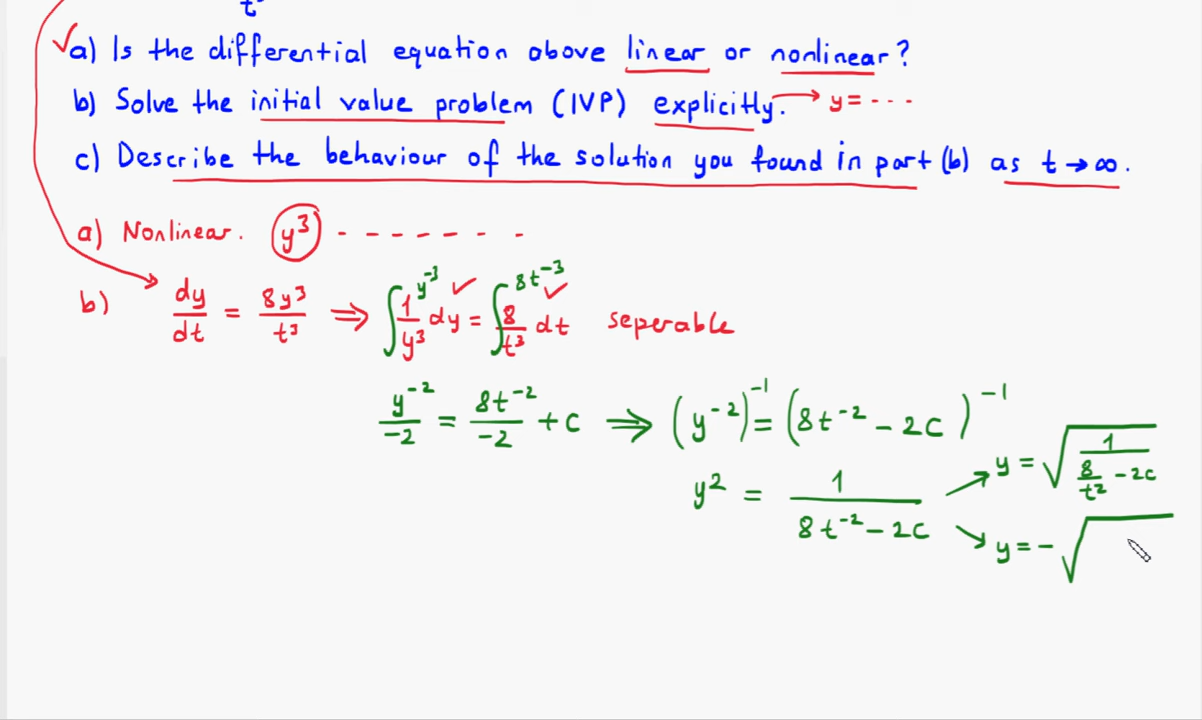 t³
a) Is the differential equation above linear or nonlinear?
b) Solve the initial value problem (IVP) explicitly. → y = ---
c) Describe the behaviour of the solution you found in part (b) as t → ∞.
a) Nonlinear. y³ - - - - - - - -
b) dy/dt = 8y³/t³ ⇒ ∫ 1/y³ dy = ∫ 8/t³ dt seperable
y⁻³ ✓ 8t⁻³ ✓
y⁻²/-2 = 8t⁻²/-2 + c ⇒ (y⁻²)⁻¹ = (8t⁻² - 2c)⁻¹
y² = 1/(8t⁻² - 2c)
y = √(1/(8/t² - 2c))
y = - √